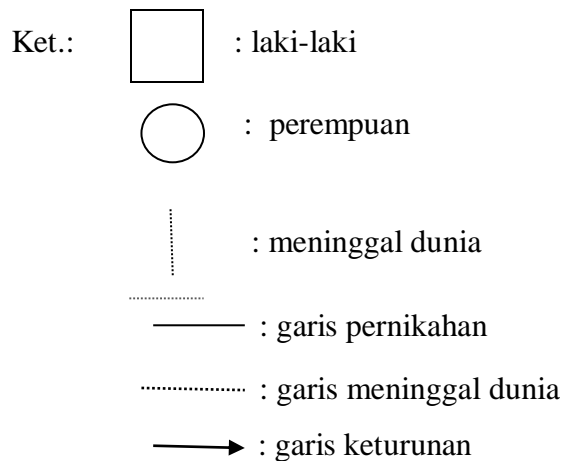 Ket.: : laki-laki
: perempuan
: meninggal dunia
: garis pernikahan
: garis meninggal dunia
: garis keturunan